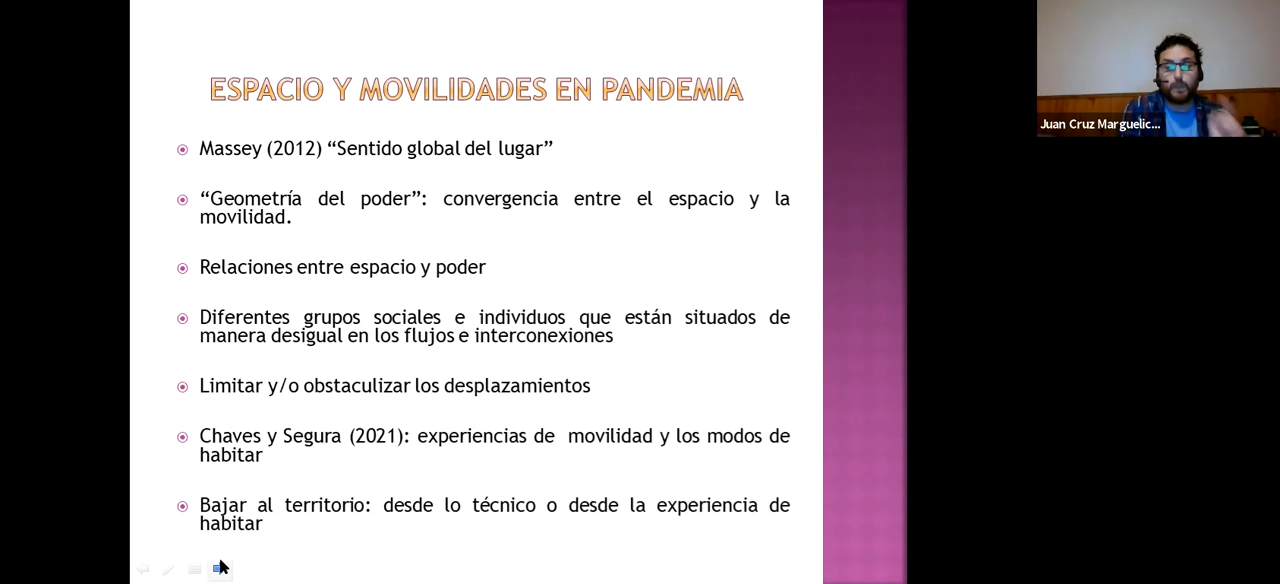 ESPACIO Y MOVILIDADES EN PANDEMIA
Massey (2012) “Sentido global del lugar”
“Geometría del poder”: convergencia entre el espacio y la
movilidad.
Relaciones entre espacio y poder
Diferentes grupos sociales e individuos que están situados de
manera desigual en los flujos e interconexiones
Limitar y/o obstaculizar los desplazamientos
Chaves y Segura (2021): experiencias de movilidad y los modos de
habitar
Bajar al territorio: desde lo técnico o desde la experiencia de
habitar
Juan Cruz Marguelic...